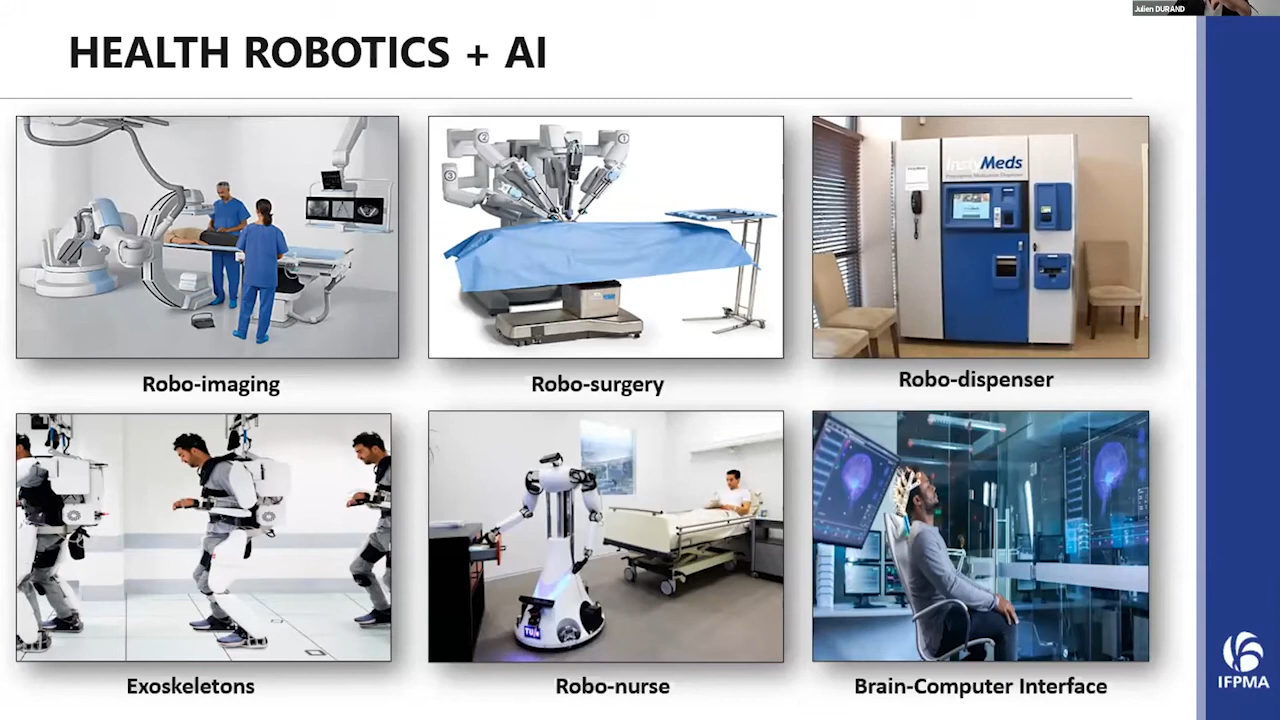 Julien DURAND
HEALTH ROBOTICS + AI
InstyMeds
Robo-imaging
Robo-surgery
Robo-dispenser
Exoskeletons
Robo-nurse
Brain-Computer Interface
IFPMA